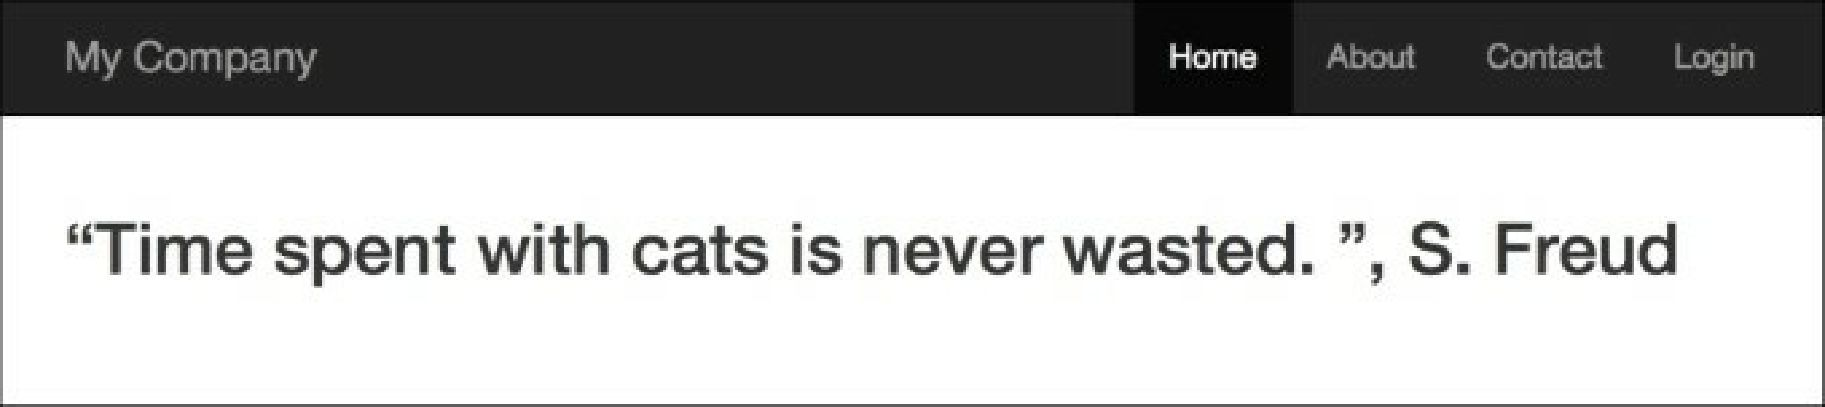 My Company Home About Contact Login
“Time spent with cats is never wasted. ”, S. Freud